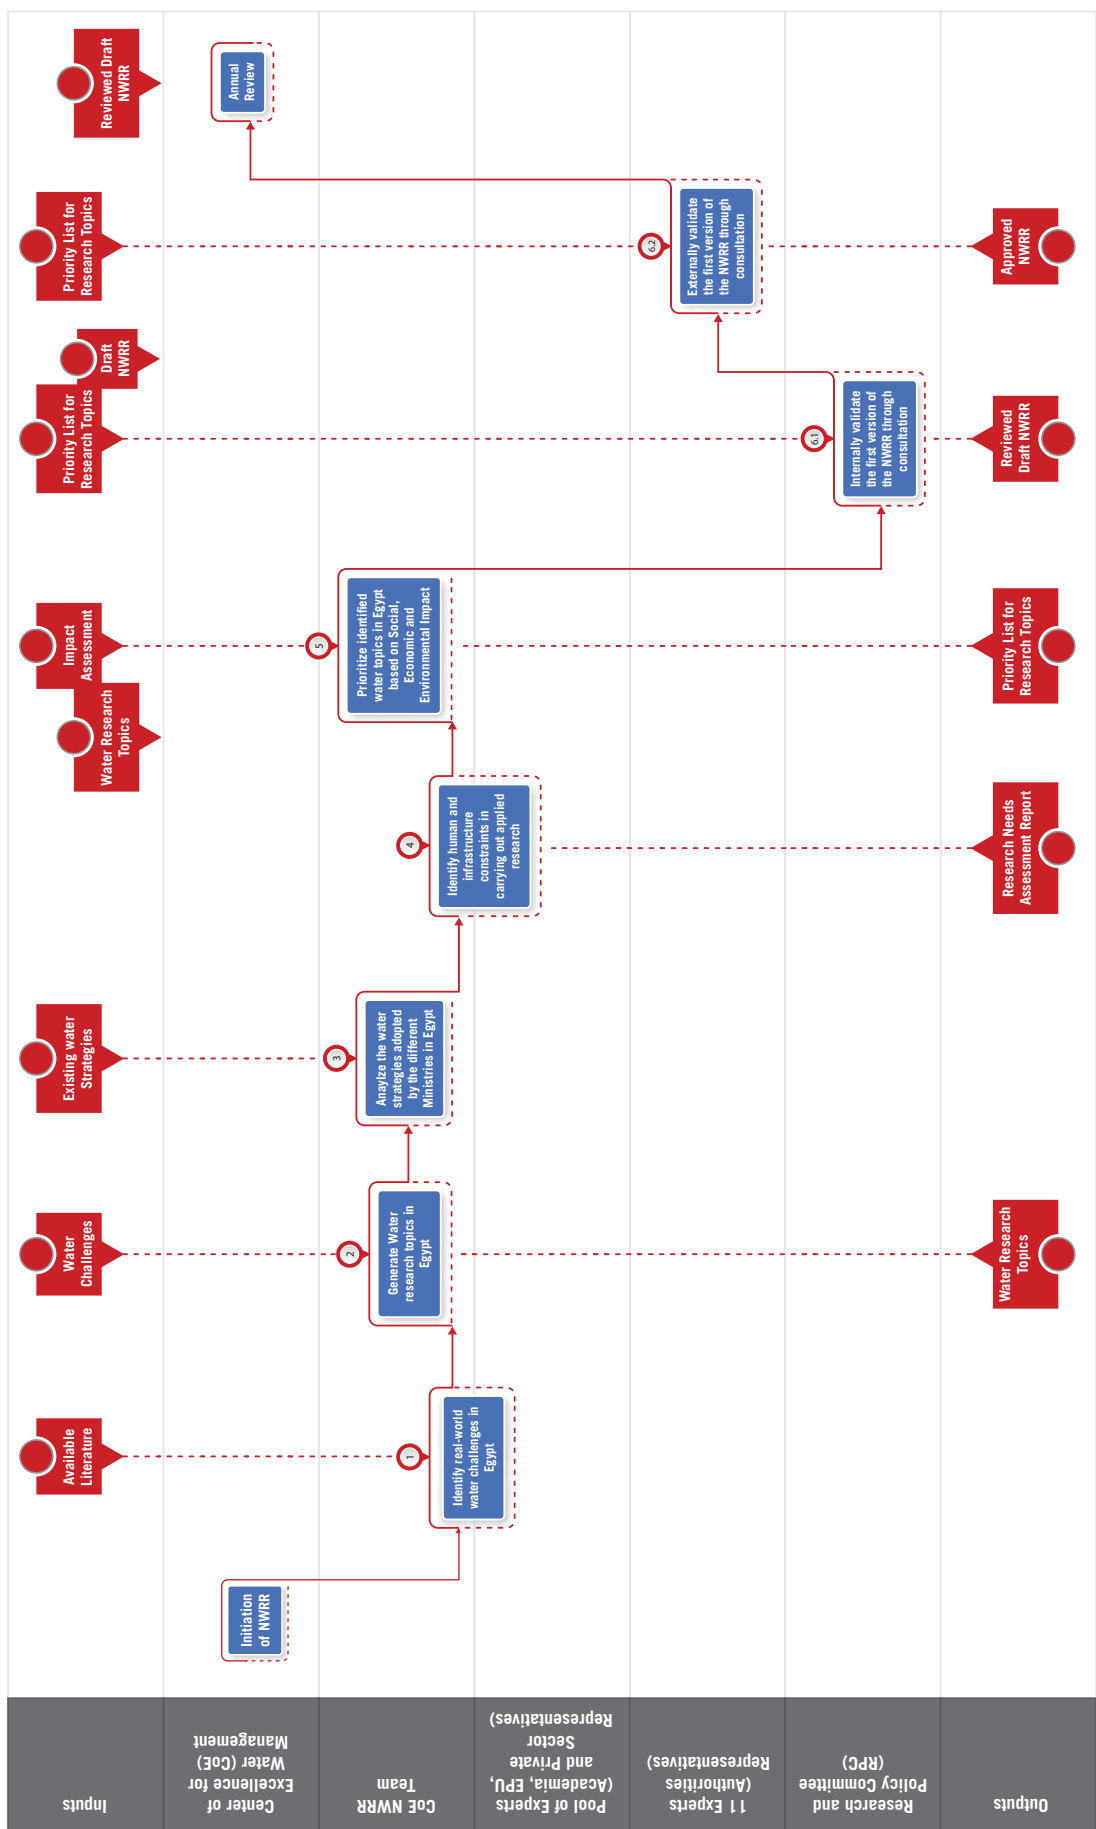 Inputs
Available
Literature
Water
Challenges
Existing water
Strategies
Water Research
Topics
Impact
Assessment
Priority List for
Research Topics
Draft
NWRR
Priority List for
Research Topics
Reviewed Draft
NWRR
Center of
Excellence for
Water (CoE)
Management
Initiation
of NWRR
Annual
Review
CoE NWRR
Team
1
Identify real-world
water challenges in
Egypt
2
Generate Water
research topics in
Egypt
3
Anaylze the water
strategies adopted
by the different
Ministries in Egypt
4
Identify human and
infrastructure
constraints in
carrying out applied
research
5
Prioritize identified
water topics in Egypt
based on Social,
Economic and
Environmental Impact
Pool of Experts
(Academia, EPU,
and Private
Sector
Representatives)
11 Experts
(Authorities
Representatives)
6.2
Externally validate
the first version of
the NWRR through
consultation
Research and
Policy Committee
(RPC)
6.1
Internally validate
the first version of
the NWRR through
consultation
Outputs
Water Research
Topics
Research Needs
Assessment Report
Priority List for
Research Topics
Reviewed
Draft NWRR
Approved
NWRR